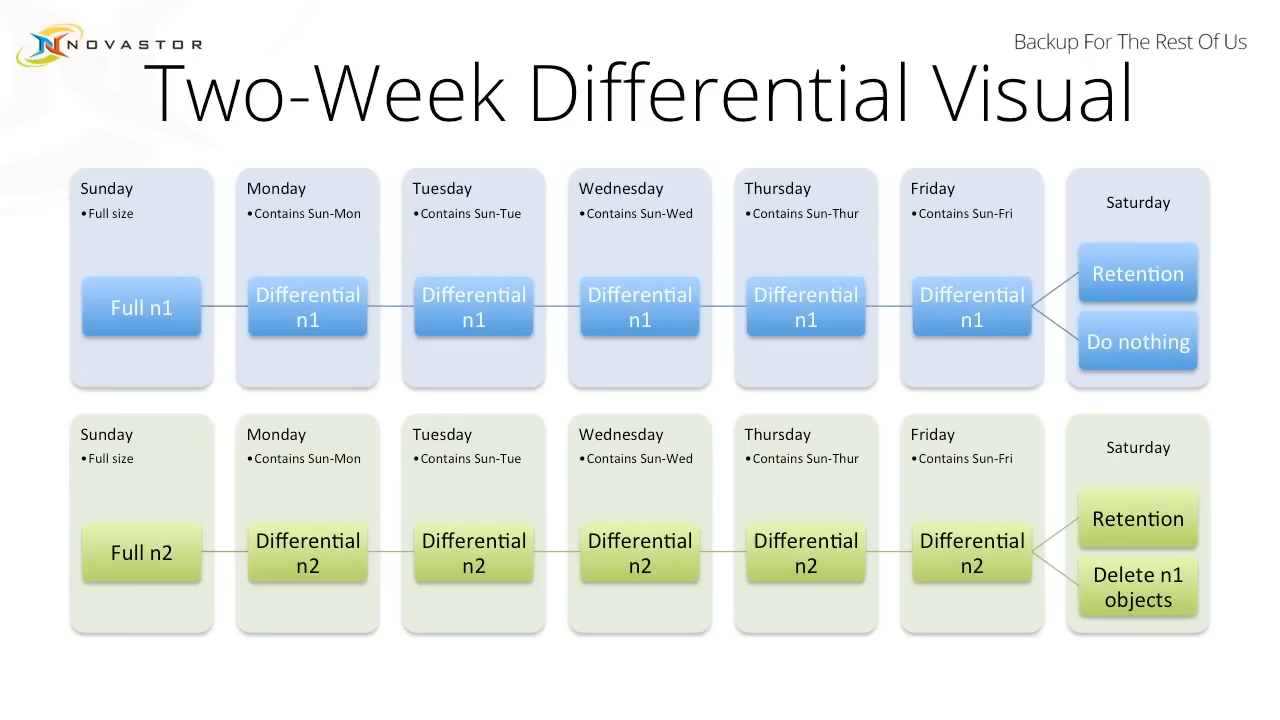 NOVASTOR
Backup For The Rest Of Us
Two-Week Differential Visual
Sunday
•Full size
Full n1
Monday
•Contains Sun-Mon
Differential
n1
Tuesday
•Contains Sun-Tue
Differential
n1
Wednesday
•Contains Sun-Wed
Differential
n1
Thursday
•Contains Sun-Thur
Differential
n1
Friday
•Contains Sun-Fri
Differential
n1
Saturday
Retention
Do nothing
Sunday
•Full size
Full n2
Monday
•Contains Sun-Mon
Differential
n2
Tuesday
•Contains Sun-Tue
Differential
n2
Wednesday
•Contains Sun-Wed
Differential
n2
Thursday
•Contains Sun-Thur
Differential
n2
Friday
•Contains Sun-Fri
Differential
n2
Saturday
Retention
Delete n1
objects